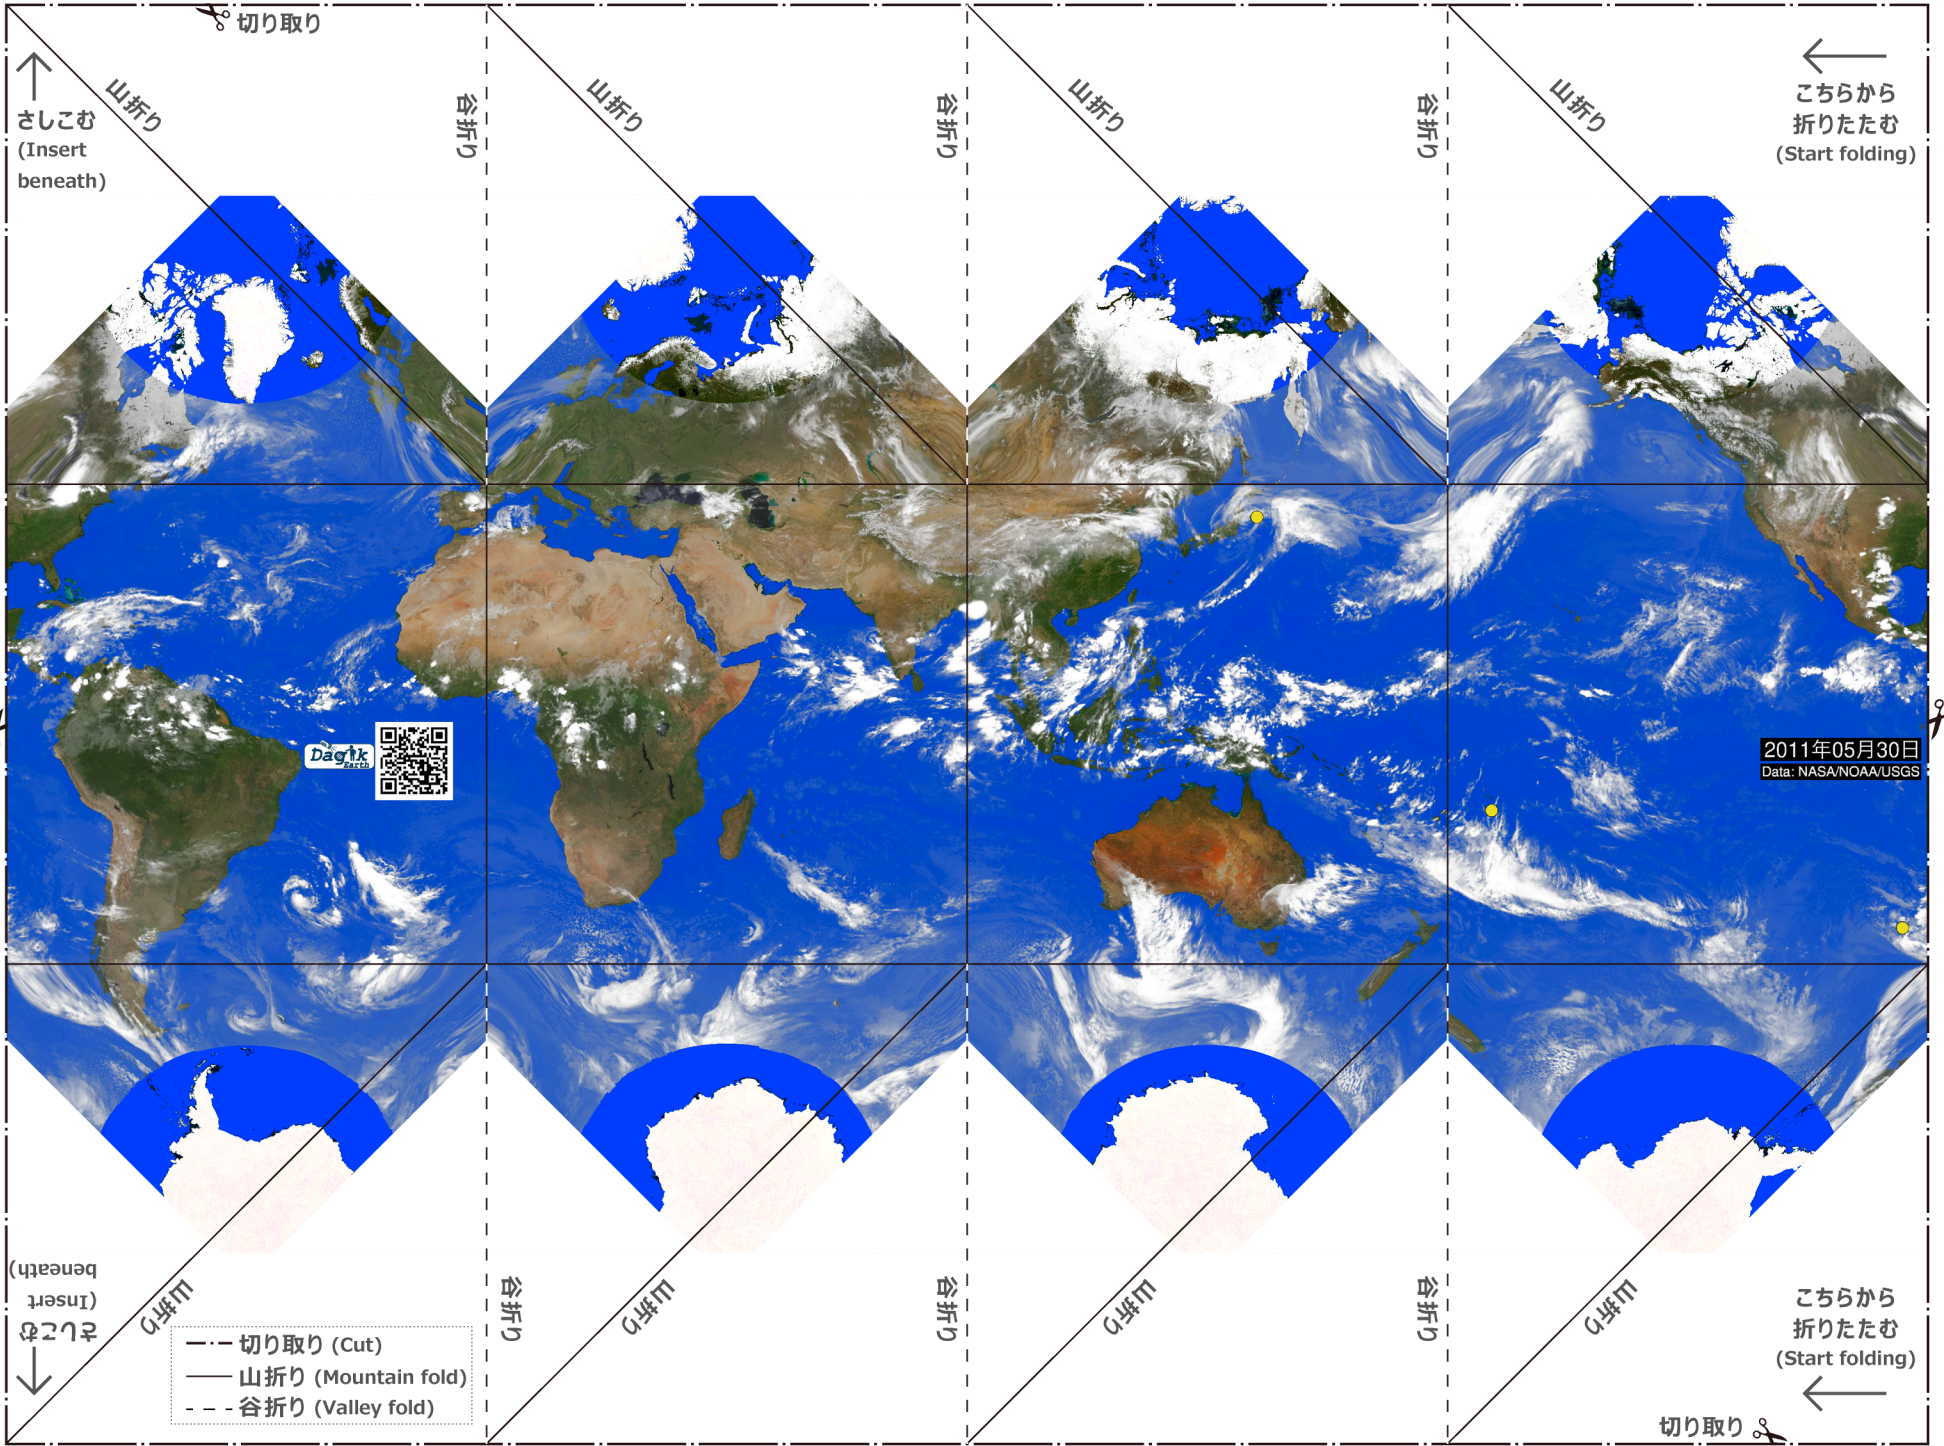 切り取り
山折り
谷折り
山折り
谷折り
山折り
谷折り
山折り
さしこむ
(Insert
beneath)
こちらから
折りたたむ
(Start folding)
Dagik
Earth
2011年05月30日
Data: NASA/NOAA/USGS
さしこむ
(Insert
beneath)
山折り
谷折り
山折り
谷折り
山折り
谷折り
山折り
こちらから
折りたたむ
(Start folding)
切り取り (Cut)
山折り (Mountain fold)
谷折り (Valley fold)
切り取り